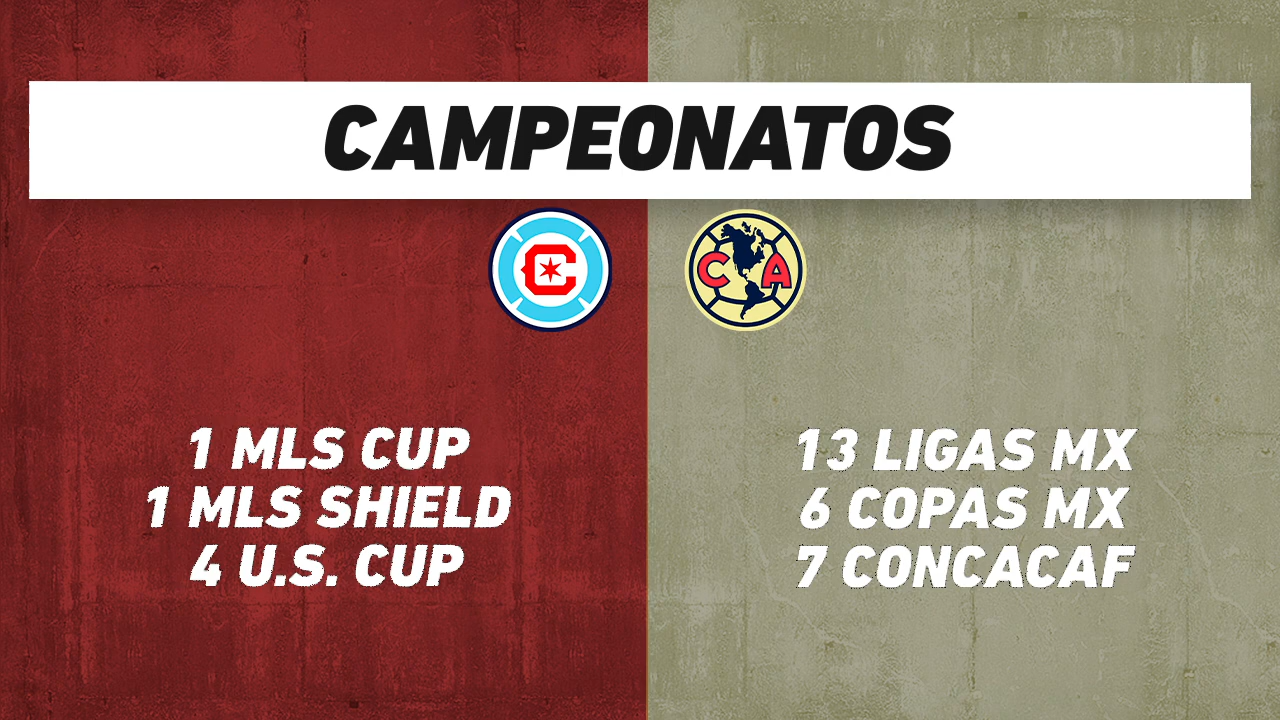 CAMPEONATOS
C
C A
1 MLS CUP
1 MLS SHIELD
4 U.S. CUP
13 LIGAS MX
6 COPAS MX
7 CONCACAF